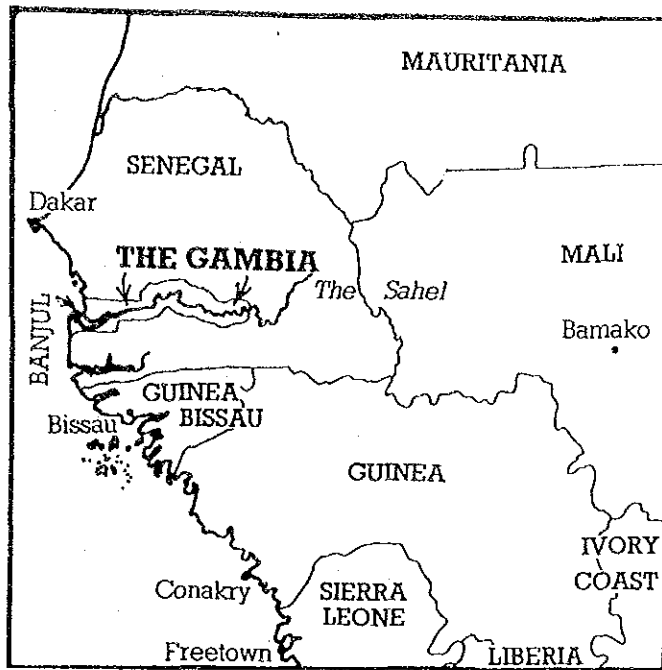 MAURITANIA
SENEGAL
Dakar
THE GAMBIA
The Sahel
MALI
BANJUL
Bamako
GUINEA
BISSAU
Bissau
GUINEA
IVORY
COAST
Conakry
SIERRA
LEONE
Freetown
LIBERIA